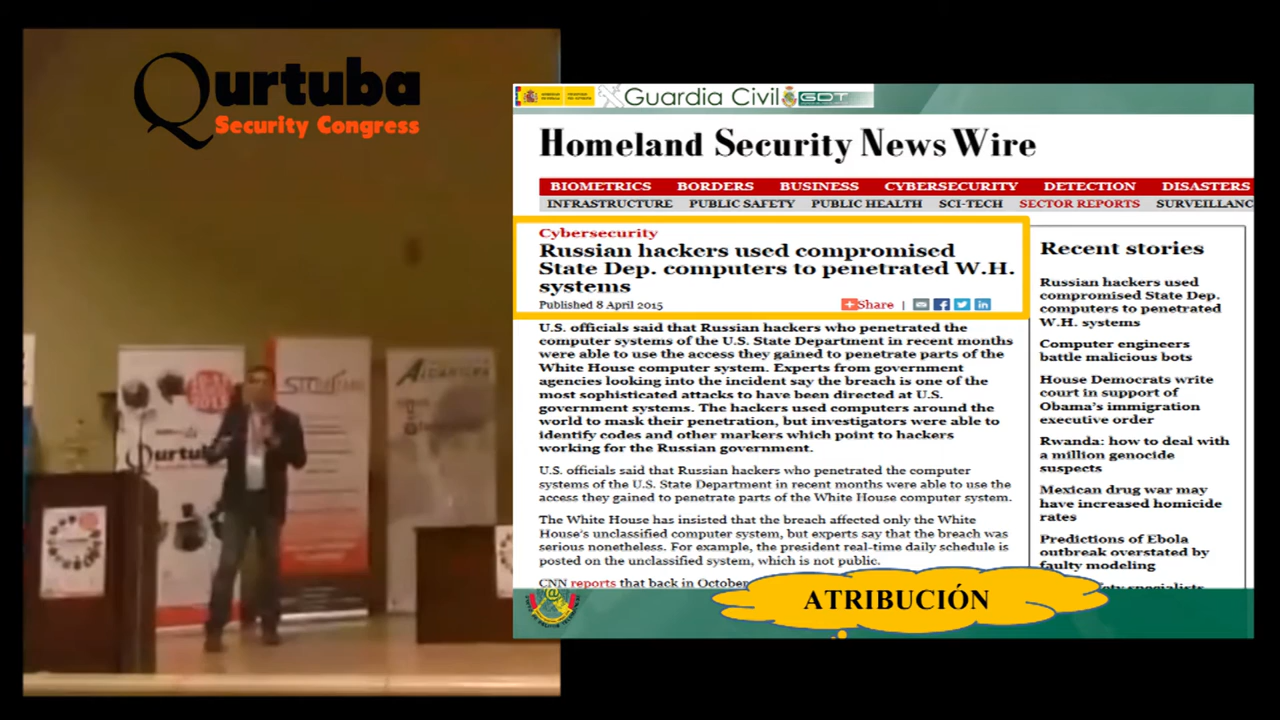 Qurtuba
Security Congress
Guardia Civil
GDT
Homeland Security News Wire
BIOMETRICS BORDERS BUSINESS CYBERSECURITY DETECTION DISASTERS
INFRASTRUCTURE PUBLIC SAFETY PUBLIC HEALTH SCI-TECH SECTOR REPORTS SURVEILLANC
Cybersecurity
Russian hackers used compromised
State Dep. computers to penetrated W.H.
systems
Published 8 April 2015
Share |
U.S. officials said that Russian hackers who penetrated the
computer systems of the U.S. State Department in recent months
were able to use the access they gained to penetrate parts of the
White House computer system. Experts from government
agencies looking into the incident say the breach is one of the
most sophisticated attacks to have been directed at U.S.
government systems. The hackers used computers around the
world to mask their penetration, but investigators were able to
identify codes and other markers which point to hackers
working for the Russian government.
U.S. officials said that Russian hackers who penetrated the computer
systems of the U.S. State Department in recent months were able to use the
access they gained to penetrate parts of the White House computer system.
The White House has insisted that the breach affected only the White
House's unclassified computer system, but experts say that the breach was
serious nonetheless. For example, the president real-time daily schedule is
posted on the unclassified system, which is not public.
CNN reports that back in October
Recent stories
Russian hackers used
compromised State Dep.
computers to penetrated
W.H. systems
Computer engineers
battle malicious bots
House Democrats write
court in support of
Obama's immigration
executive order
Rwanda: how to deal with
a million genocide
suspects
Mexican drug war may
have increased homicide
rates
Predictions of Ebola
outbreak overstated by
faulty modeling
ATRIBUCIÓN